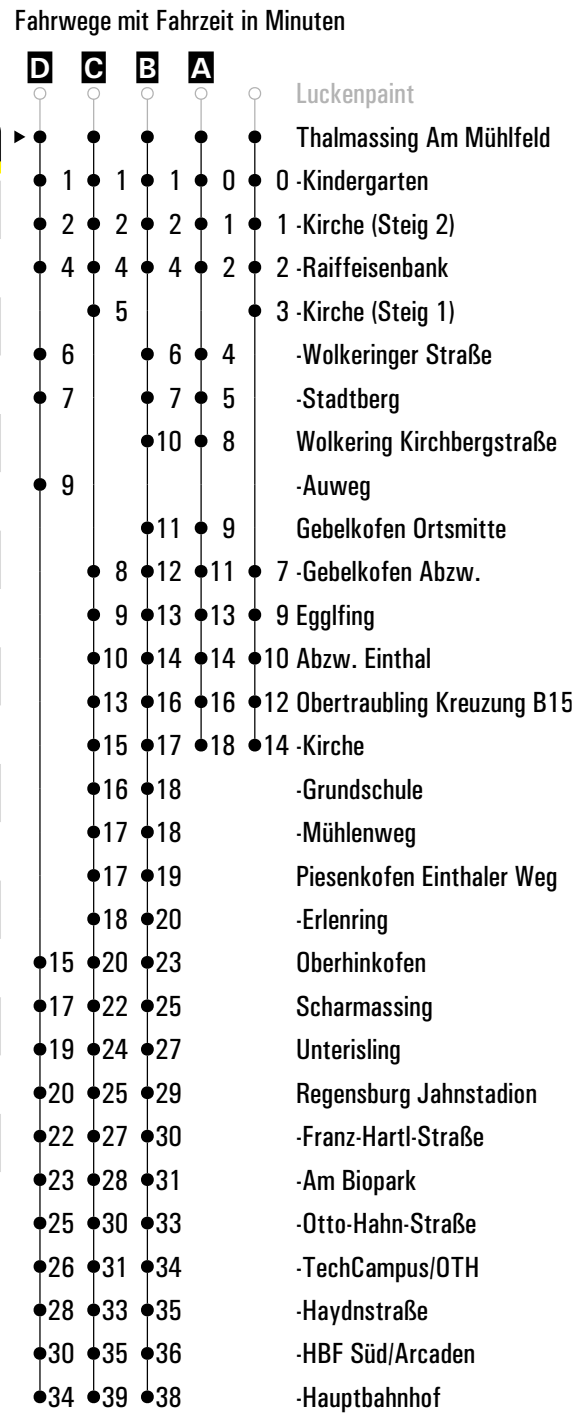 Fahrwege mit Fahrzeit in Minuten
D C B A
Luckenpaint
Thalmassing Am Mühlfeld
1 1 1 0 0 -Kindergarten
2 2 2 1 1 -Kirche (Steig 2)
4 4 4 2 2 -Raiffeisenbank
5 3 -Kirche (Steig 1)
6 6 4 -Wolkeringer Straße
7 7 5 -Stadtberg
10 8 Wolkering Kirchbergstraße
9 -Auweg
11 9 Gebelkofen Ortsmitte
8 12 11 7 -Gebelkofen Abzw.
9 13 13 9 Egglfing
10 14 14 10 Abzw. Einthal
13 16 16 12 Obertraubling Kreuzung B15
15 17 18 14 -Kirche
16 18 -Grundschule
17 18 -Mühlenweg
17 19 Piesenkofen Einthaler Weg
18 20 -Erlenring
15 20 23 Oberhinkofen
17 22 25 Scharmassing
19 24 27 Unterisling
20 25 29 Regensburg Jahnstadion
22 27 30 -Franz-Hartl-Straße
23 28 31 -Am Biopark
25 30 33 -Otto-Hahn-Straße
26 31 34 -TechCampus/OTH
28 33 35 -Haydnstraße
30 35 36 -HBF Süd/Arcaden
34 39 38 -Hauptbahnhof